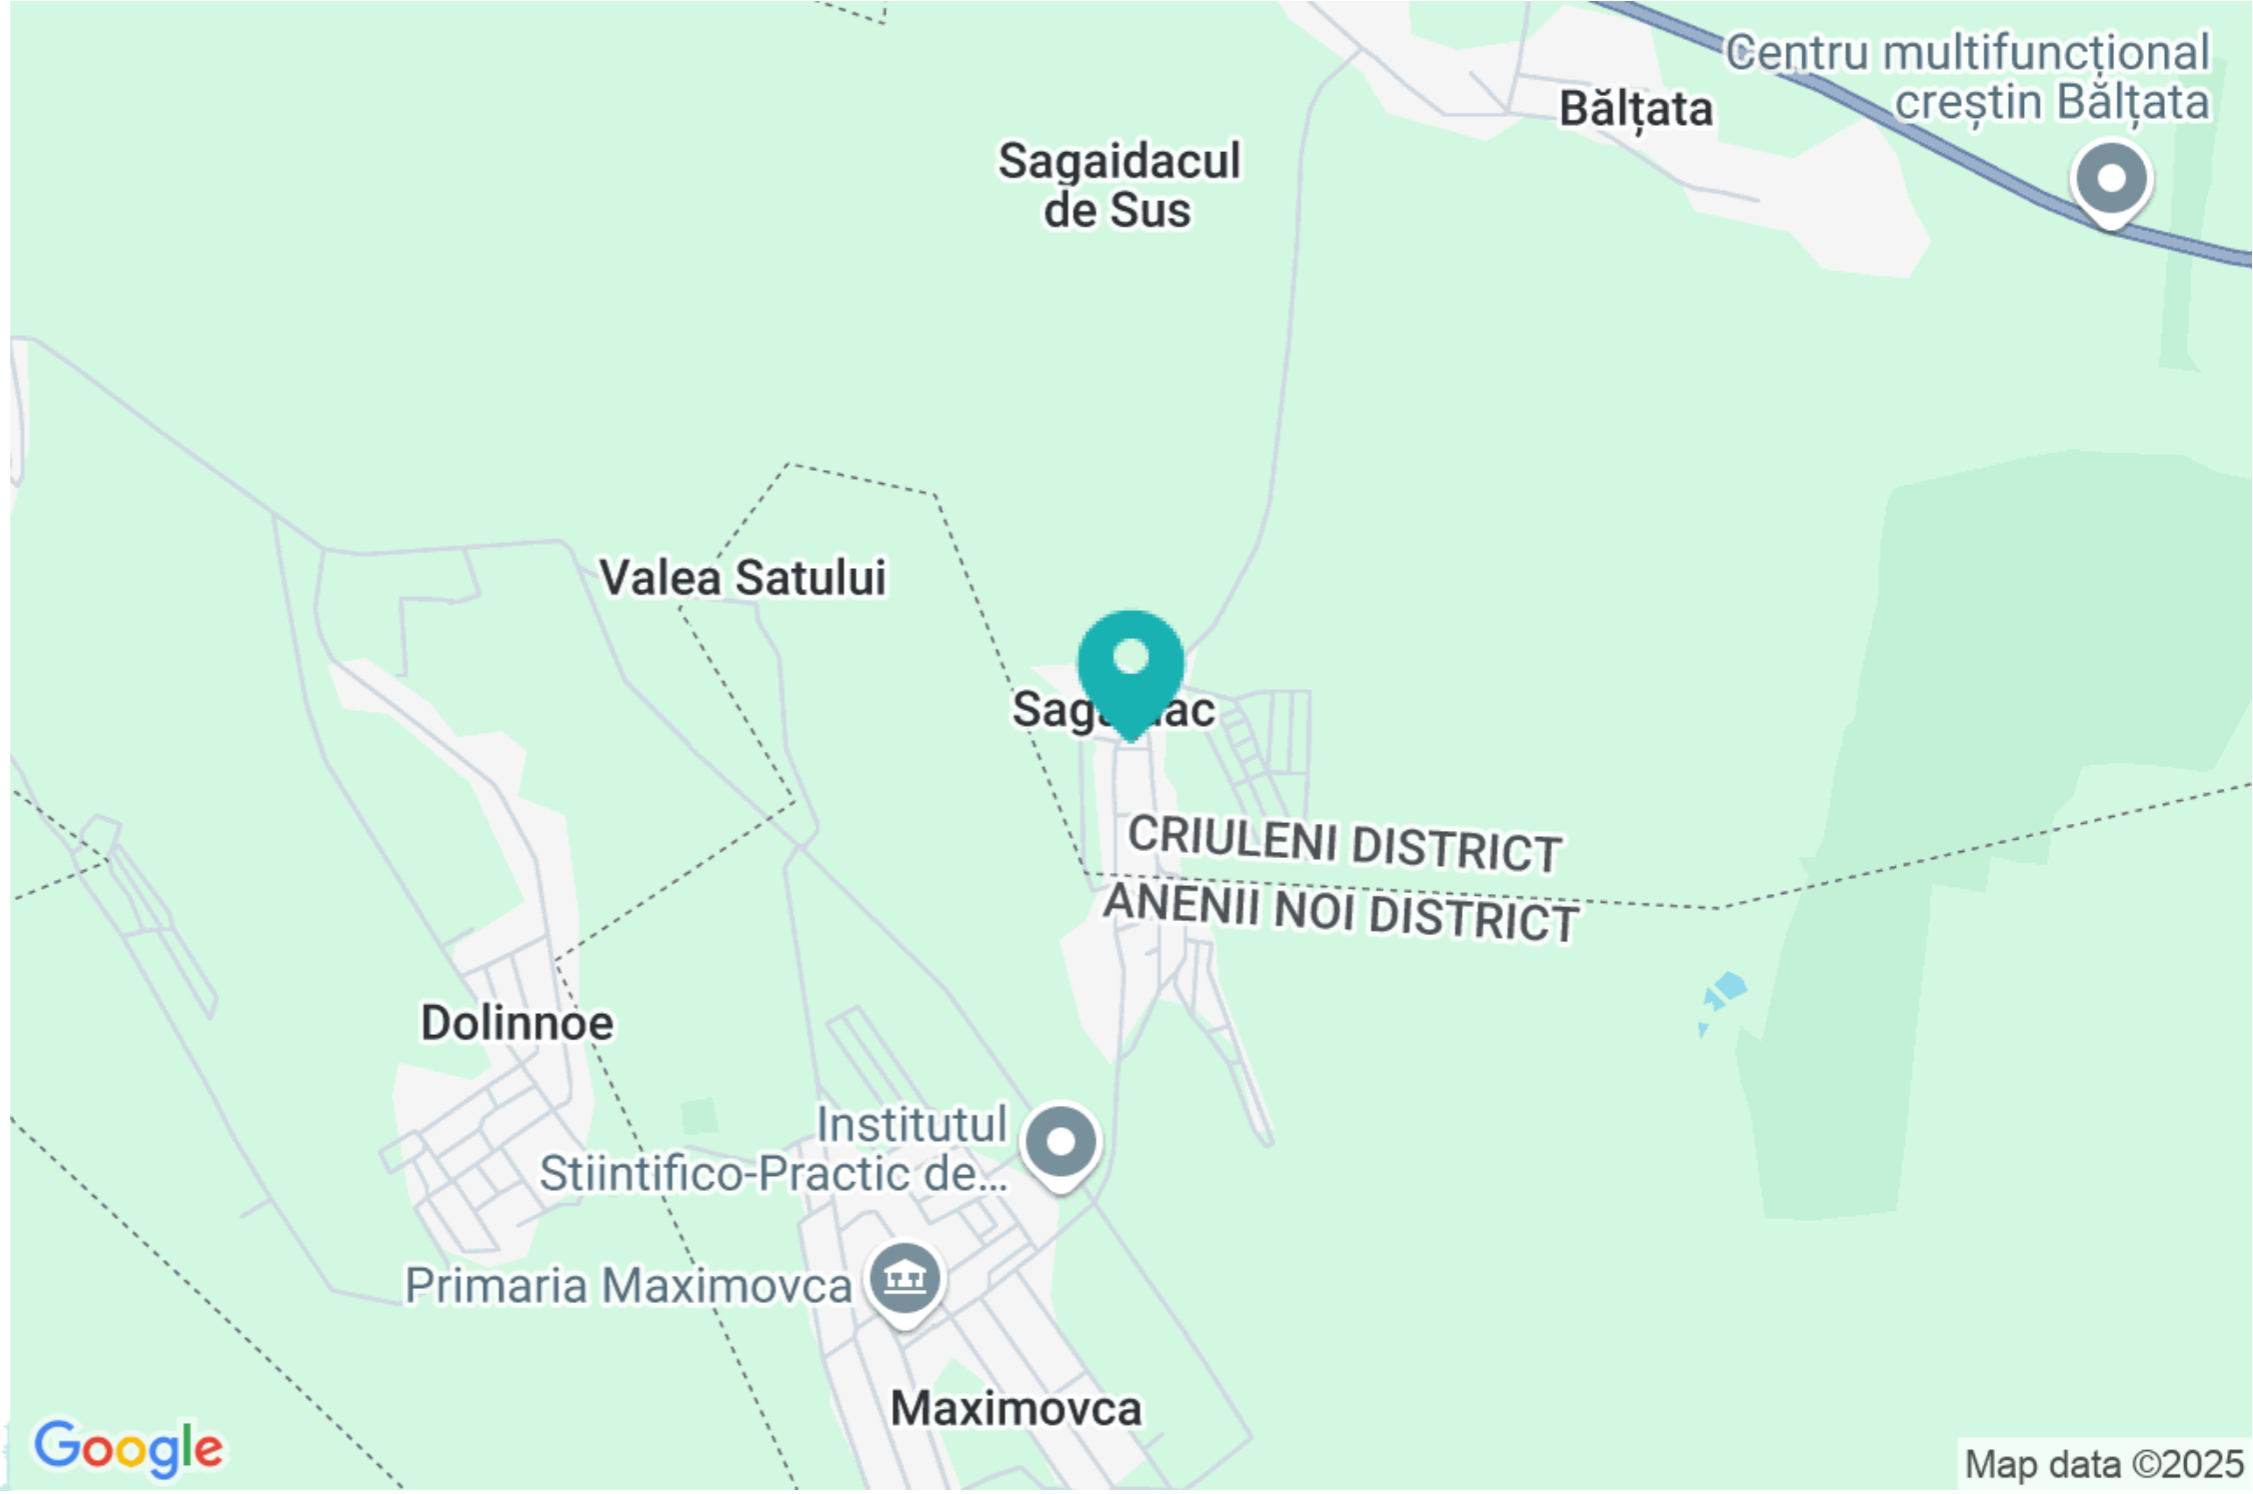 Centru multifuncțional
creștin Bălțata
Bălțata
Sagaidacul
de Sus
Valea Satului
CRIULENI DISTRICT
ANENII NOI DISTRICT
Dolinnoe
Institutul
Stiintifico-Practic de...
Primaria Maximovca
Maximovca
Google
Map data ©2025